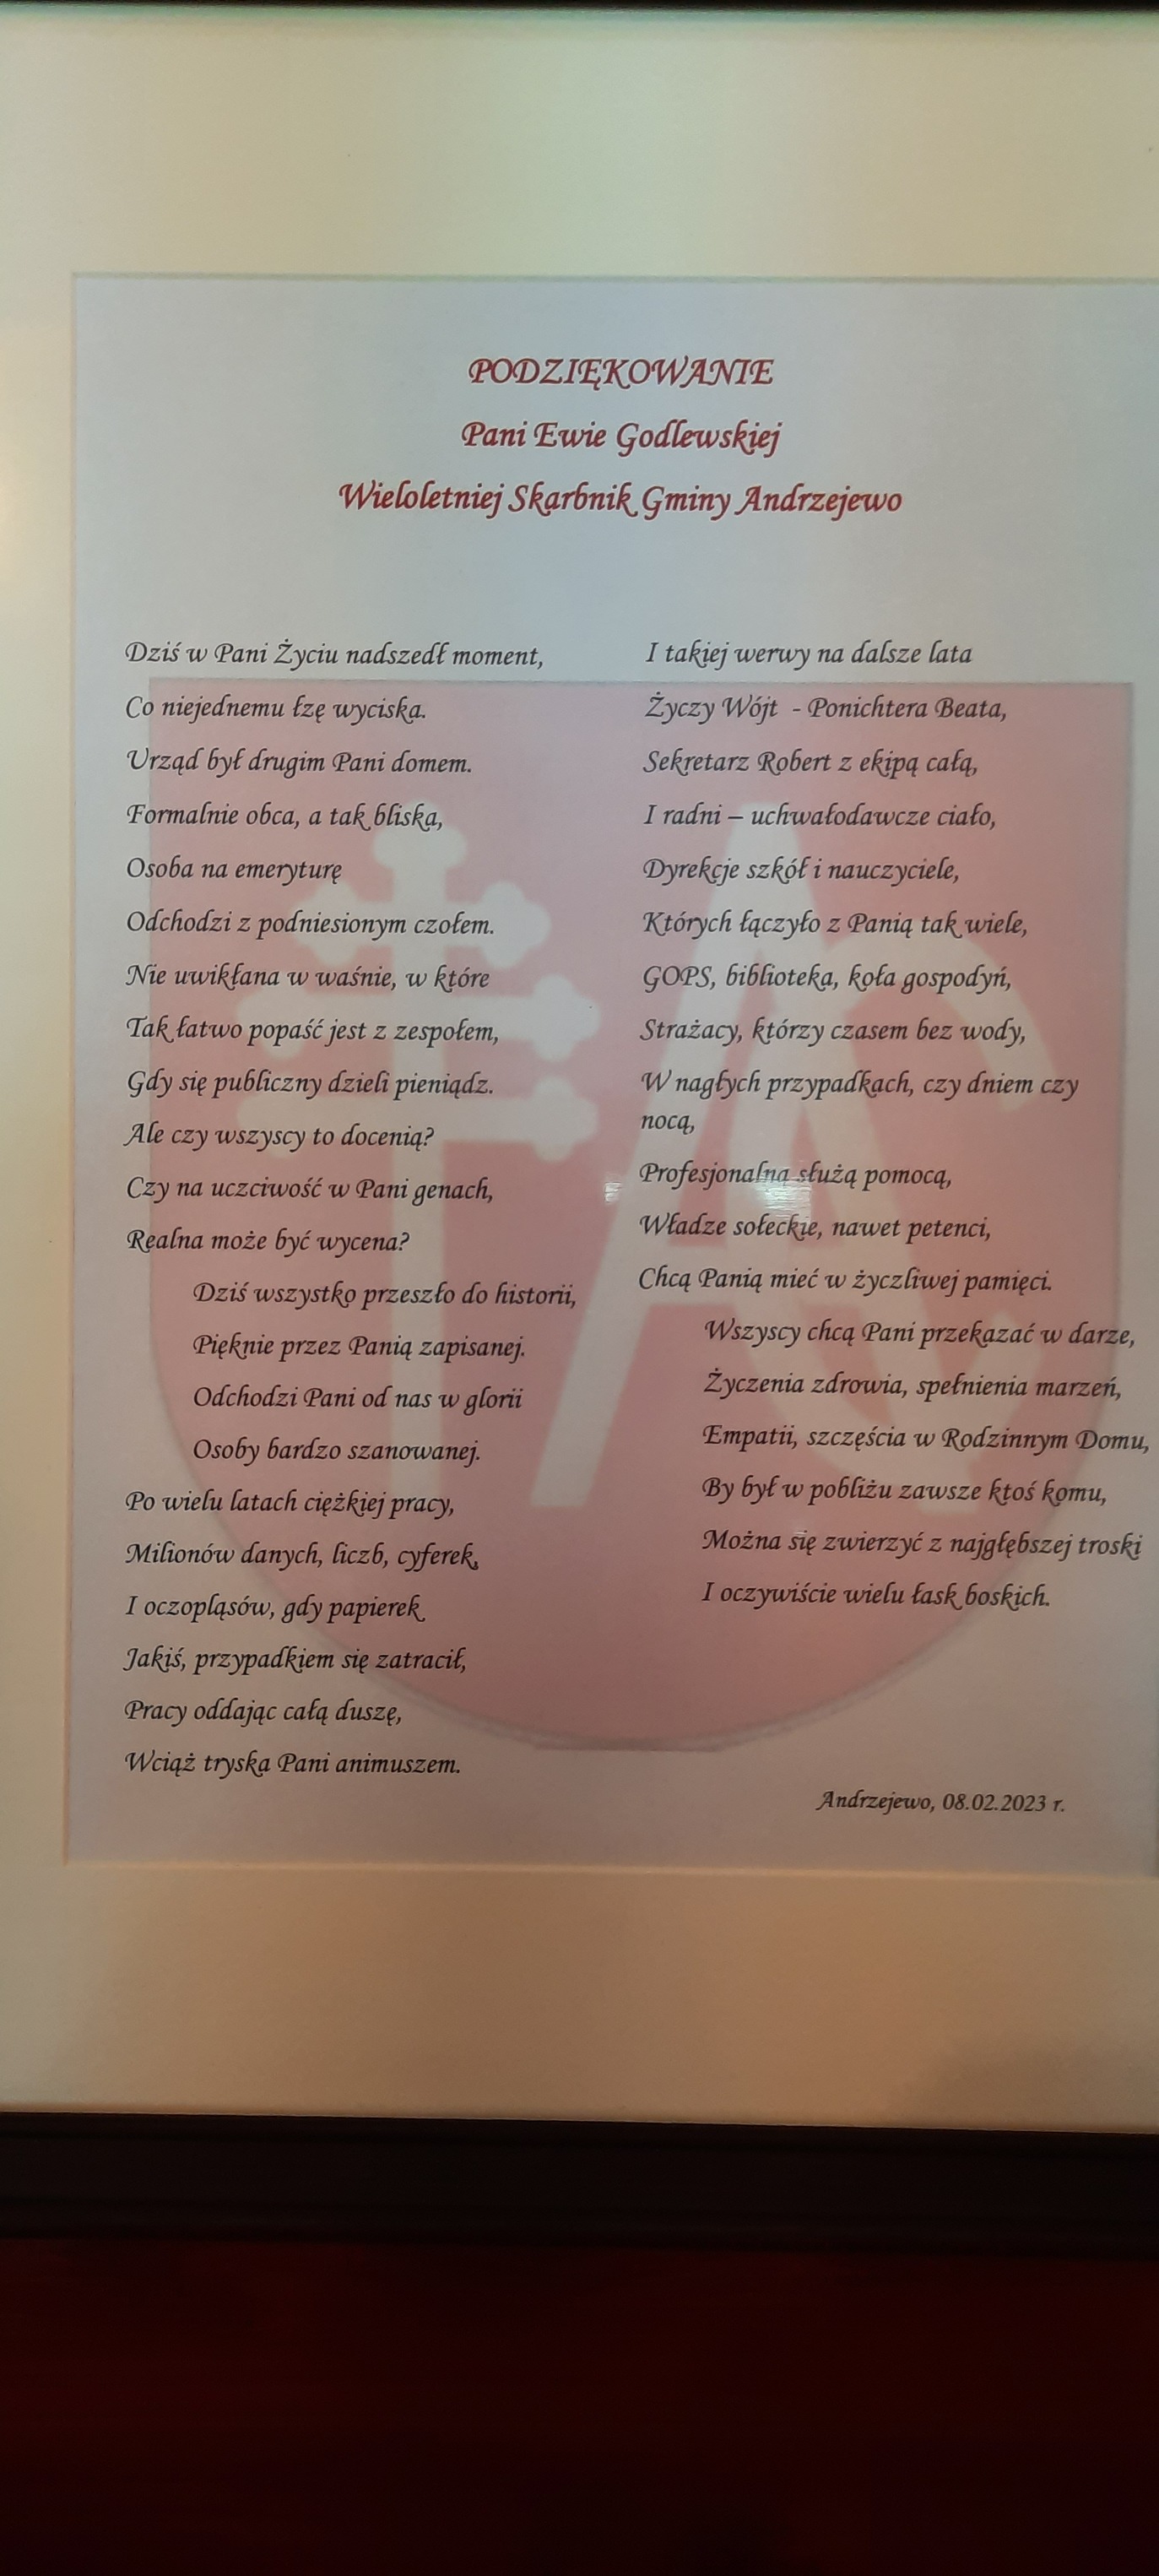 PODZIĘKOWANIE
Pani Ewie Godlewskiej
Wieloletniej Skarbnik Gminy Andrzejewo
Dziś w Pani Życiu nadszedł moment,
Co niejednemu łzę wyciska.
Urząd był drugim Pani domem.
Formalnie obca, a tak bliska,
Osoba na emeryturę
Odchodzi z podniesionym czołem.
Nie uwikłana w waśnie, w które
Tak łatwo popaść jest z zespołem,
Gdy się publiczny dzieli pieniądz.
Ale czy wszyscy to docenią?
Czy na uczciwość w Pani genach,
Realna może być wycena?
Dziś wszystko przeszło do historii,
Pięknie przez Panią zapisanej.
Odchodzi Pani od nas w glorii
Osoby bardzo szanowanej.
Po wielu latach ciężkiej pracy,
Milionów danych, liczb, cyferek,
I oczopląsów, gdy papierek
Jakiś, przypadkiem się zatracił,
Pracy oddając całą duszę,
Wciąż tryska Pani animuszem.
I takiej werwy na dalsze lata
Życzy Wójt - Ponichtera Beata,
Sekretarz Robert z ekipą całą,
I radni – uchwałodawcze ciało,
Dyrekcje szkół i nauczyciele,
Których łączyło z Panią tak wiele,
GOPS, biblioteka, koła gospodyń,
Strażacy, którzy czasem bez wody,
W nagłych przypadkach, czy dniem czy
nocą,
Profesjonalna służą pomocą,
Władze sołeckie, nawet petenci,
Chcą Panią mieć w życzliwej pamięci.
Wszyscy chcą Pani przekazać w darze,
Życzenia zdrowia, spełnienia marzeń,
Empatii, szczęścia w Rodzinnym Domu,
By był w pobliżu zawsze ktoś komu,
Można się zwierzyć z najgłębszej troski
I oczywiście wielu łask boskich.
Andrzejewo, 08.02.2023 r.